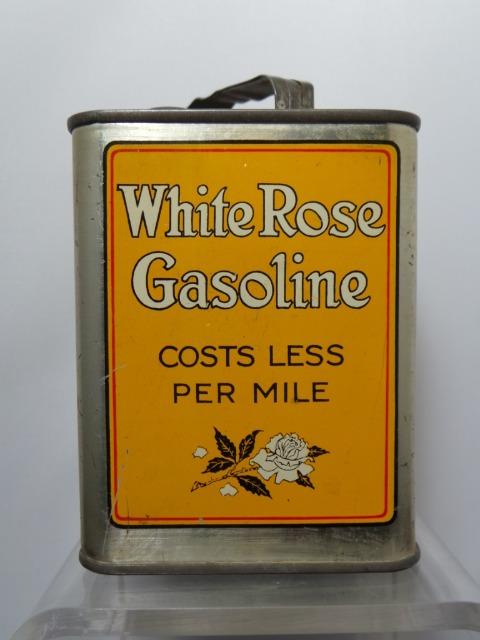 White Rose
Gasoline
COSTS LESS
PER MILE